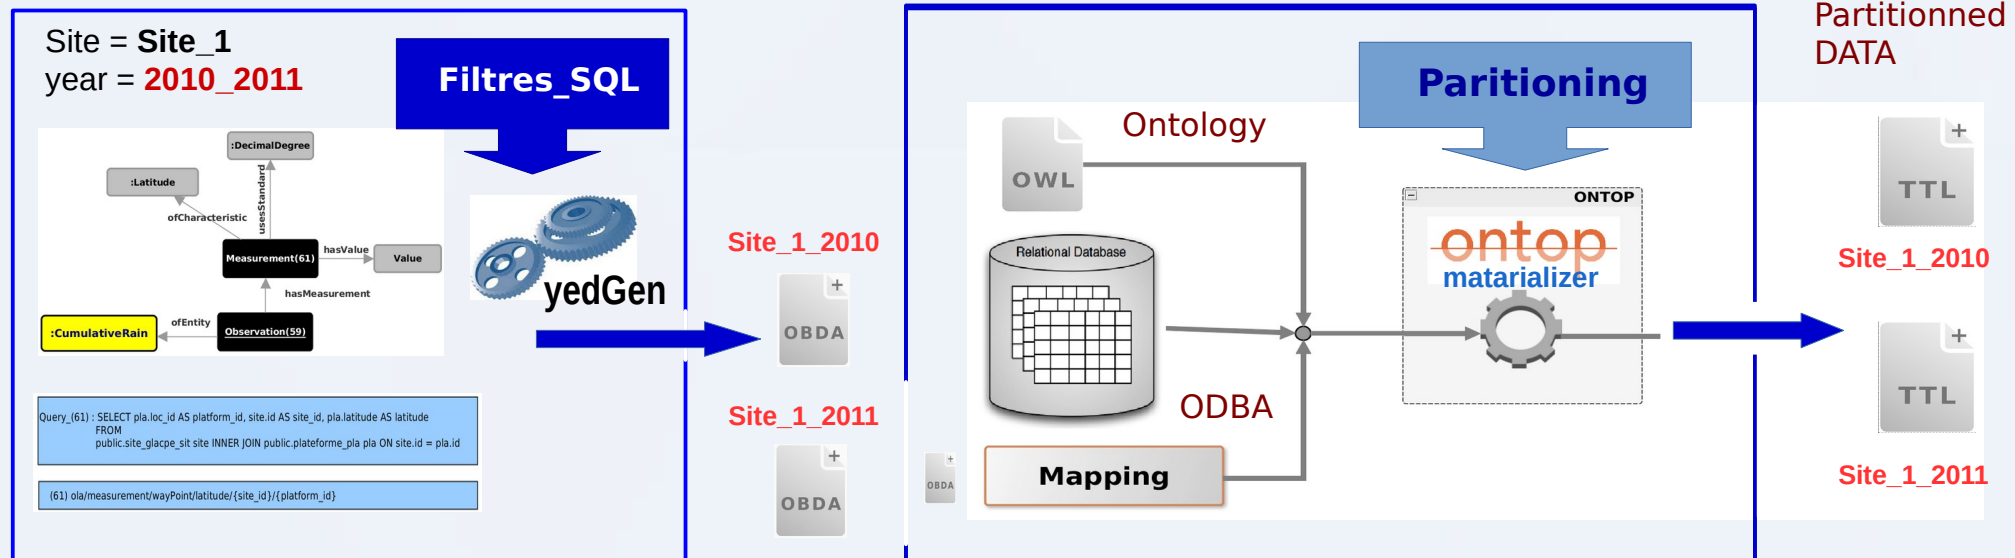 Site = Site_1
year = 2010_2011
Filtres_SQL
:DecimalDegree
:Latitude
usesStandard
ofCharacteristic
Measurement(61)
hasValue
Value
hasMeasurement
:CumulativeRain
ofEntity
Observation(59)
yedGen
Query_(61) : SELECT pla.loc_id AS platform_id, site.id AS site_id, pla.latitude AS latitude
FROM
public.site_glacpe_sit site INNER JOIN public.plateforme_pla pla ON site.id = pla.id
(61) ola/measurement/wayPoint/latitude/{site_id}/{platform_id}
Site_1_2010
+
OBDA
Site_1_2011
+
OBDA
+
OBDA
Paritioning
Ontology
OWL
Relational Database
ODBA
Mapping
ONTOP
ontop
matarializer
Partitionned
DATA
+
TTL
Site_1_2010
+
TTL
Site_1_2011